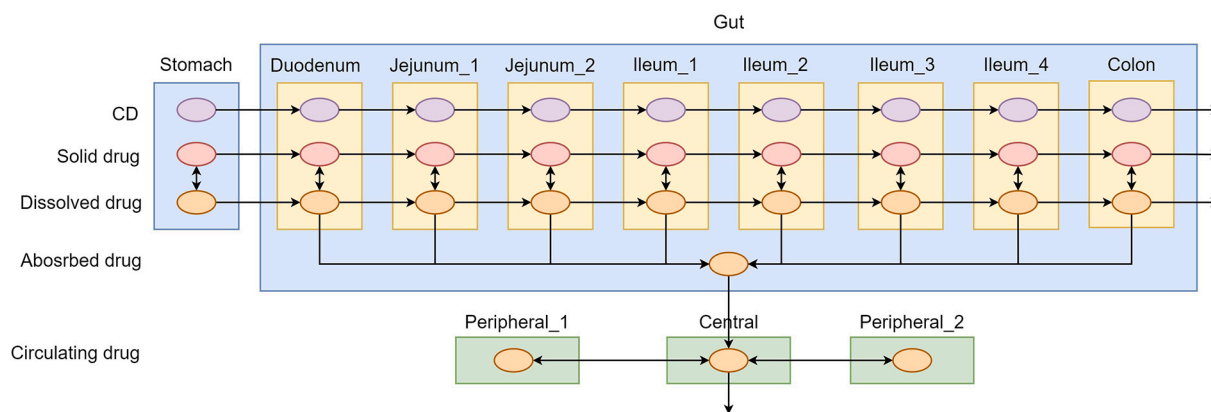 Gut
Stomach Duodenum Jejunum_1 Jejunum_2 Ileum_1 Ileum_2 Ileum_3 Ileum_4 Colon
CD
Solid drug
Dissolved drug
Abosrbed drug
Peripheral_1 Central Peripheral_2
Circulating drug